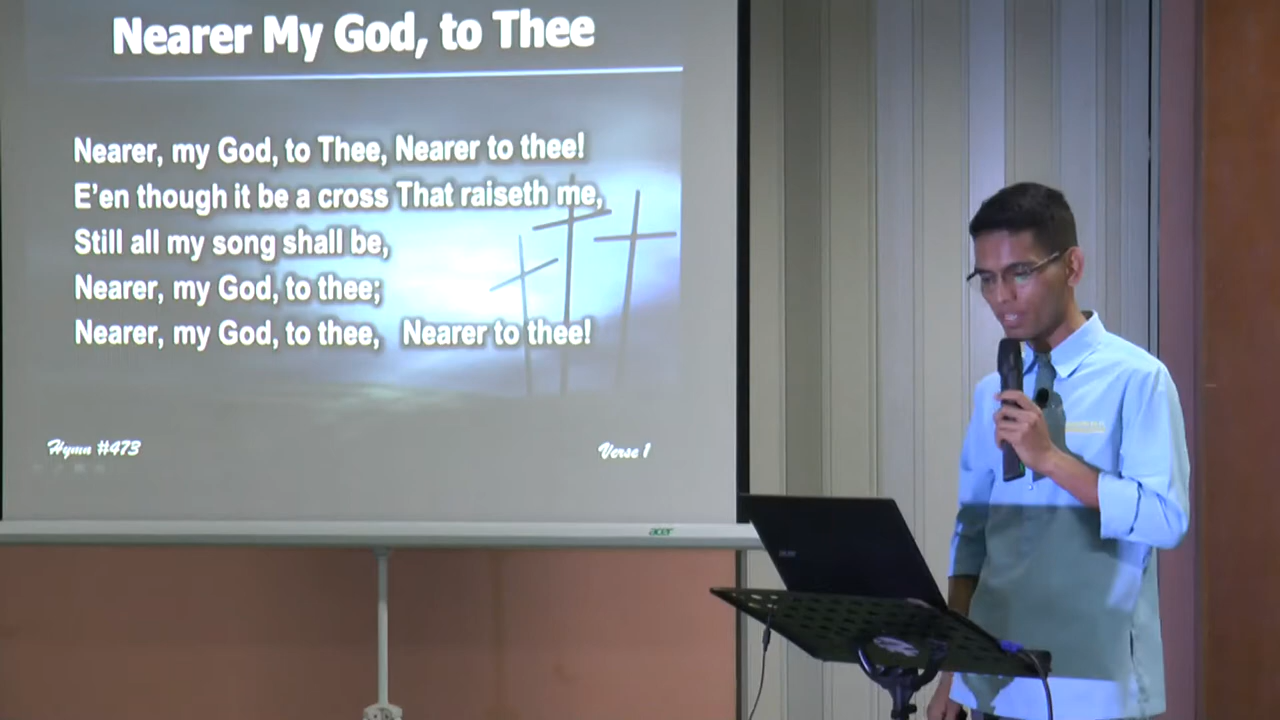 Nearer My God, to Thee
Nearer, my God, to Thee, Nearer to thee!
E'en though it be a cross That raiseth me,
Still all my song shall be,
Nearer, my God, to thee;
Nearer, my God, to thee, Nearer to thee!
Hymn #473
Verse 1
acer
acer